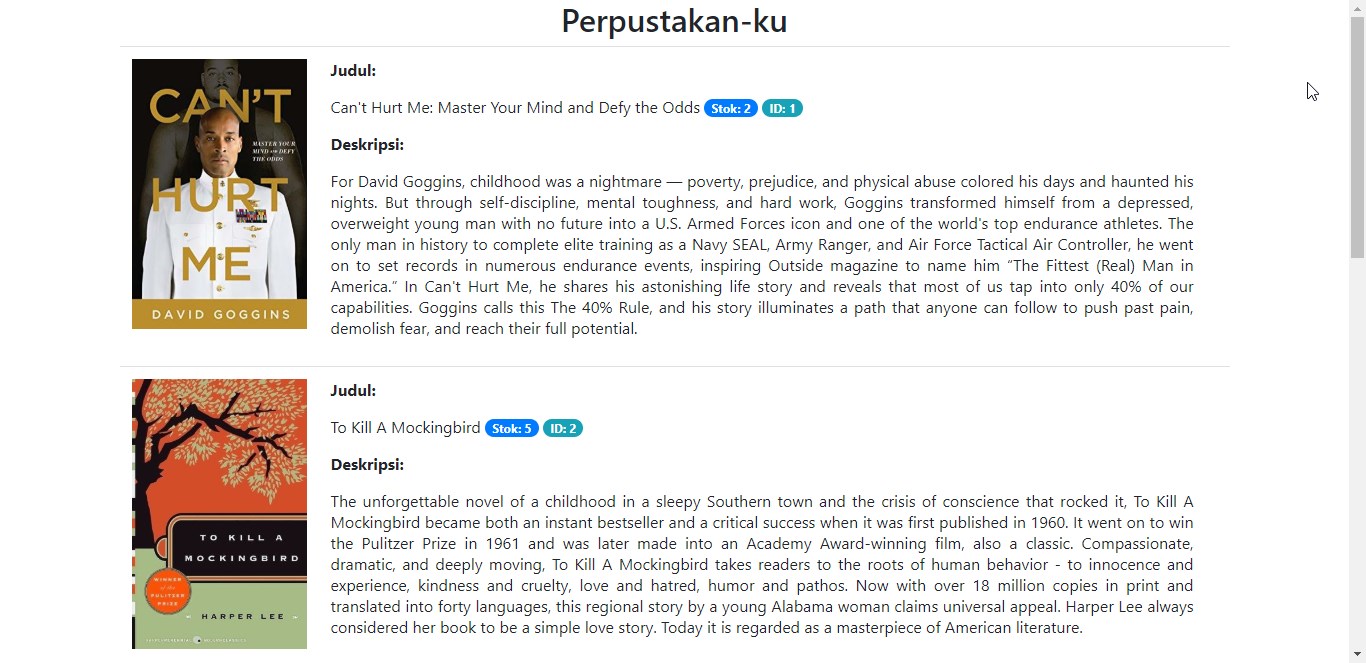 Perpustakan-ku
CAN'T
MASTER YOUR
MIND AND DEFY
THE ODDS
HURT
ME
DAVID GOGGINS
Judul:
Can't Hurt Me: Master Your Mind and Defy the Odds Stok: 2 ID: 1
Deskripsi:
For David Goggins, childhood was a nightmare — poverty, prejudice, and physical abuse colored his days and haunted his
nights. But through self-discipline, mental toughness, and hard work, Goggins transformed himself from a depressed,
overweight young man with no future into a U.S. Armed Forces icon and one of the world's top endurance athletes. The
only man in history to complete elite training as a Navy SEAL, Army Ranger, and Air Force Tactical Air Controller, he went
on to set records in numerous endurance events, inspiring Outside magazine to name him “The Fittest (Real) Man in
America.” In Can't Hurt Me, he shares his astonishing life story and reveals that most of us tap into only 40% of our
capabilities. Goggins calls this The 40% Rule, and his story illuminates a path that anyone can follow to push past pain,
demolish fear, and reach their full potential.
TO KILL A
MOCKINGBIRD
WINNER
of the
PULITZER
PRIZE
HARPER LEE
Judul:
To Kill A Mockingbird Stok: 5 ID: 2
Deskripsi:
The unforgettable novel of a childhood in a sleepy Southern town and the crisis of conscience that rocked it, To Kill A
Mockingbird became both an instant bestseller and a critical success when it was first published in 1960. It went on to win
the Pulitzer Prize in 1961 and was later made into an Academy Award-winning film, also a classic. Compassionate,
dramatic, and deeply moving, To Kill A Mockingbird takes readers to the roots of human behavior - to innocence and
experience, kindness and cruelty, love and hatred, humor and pathos. Now with over 18 million copies in print and
translated into forty languages, this regional story by a young Alabama woman claims universal appeal. Harper Lee always
considered her book to be a simple love story. Today it is regarded as a masterpiece of American literature.